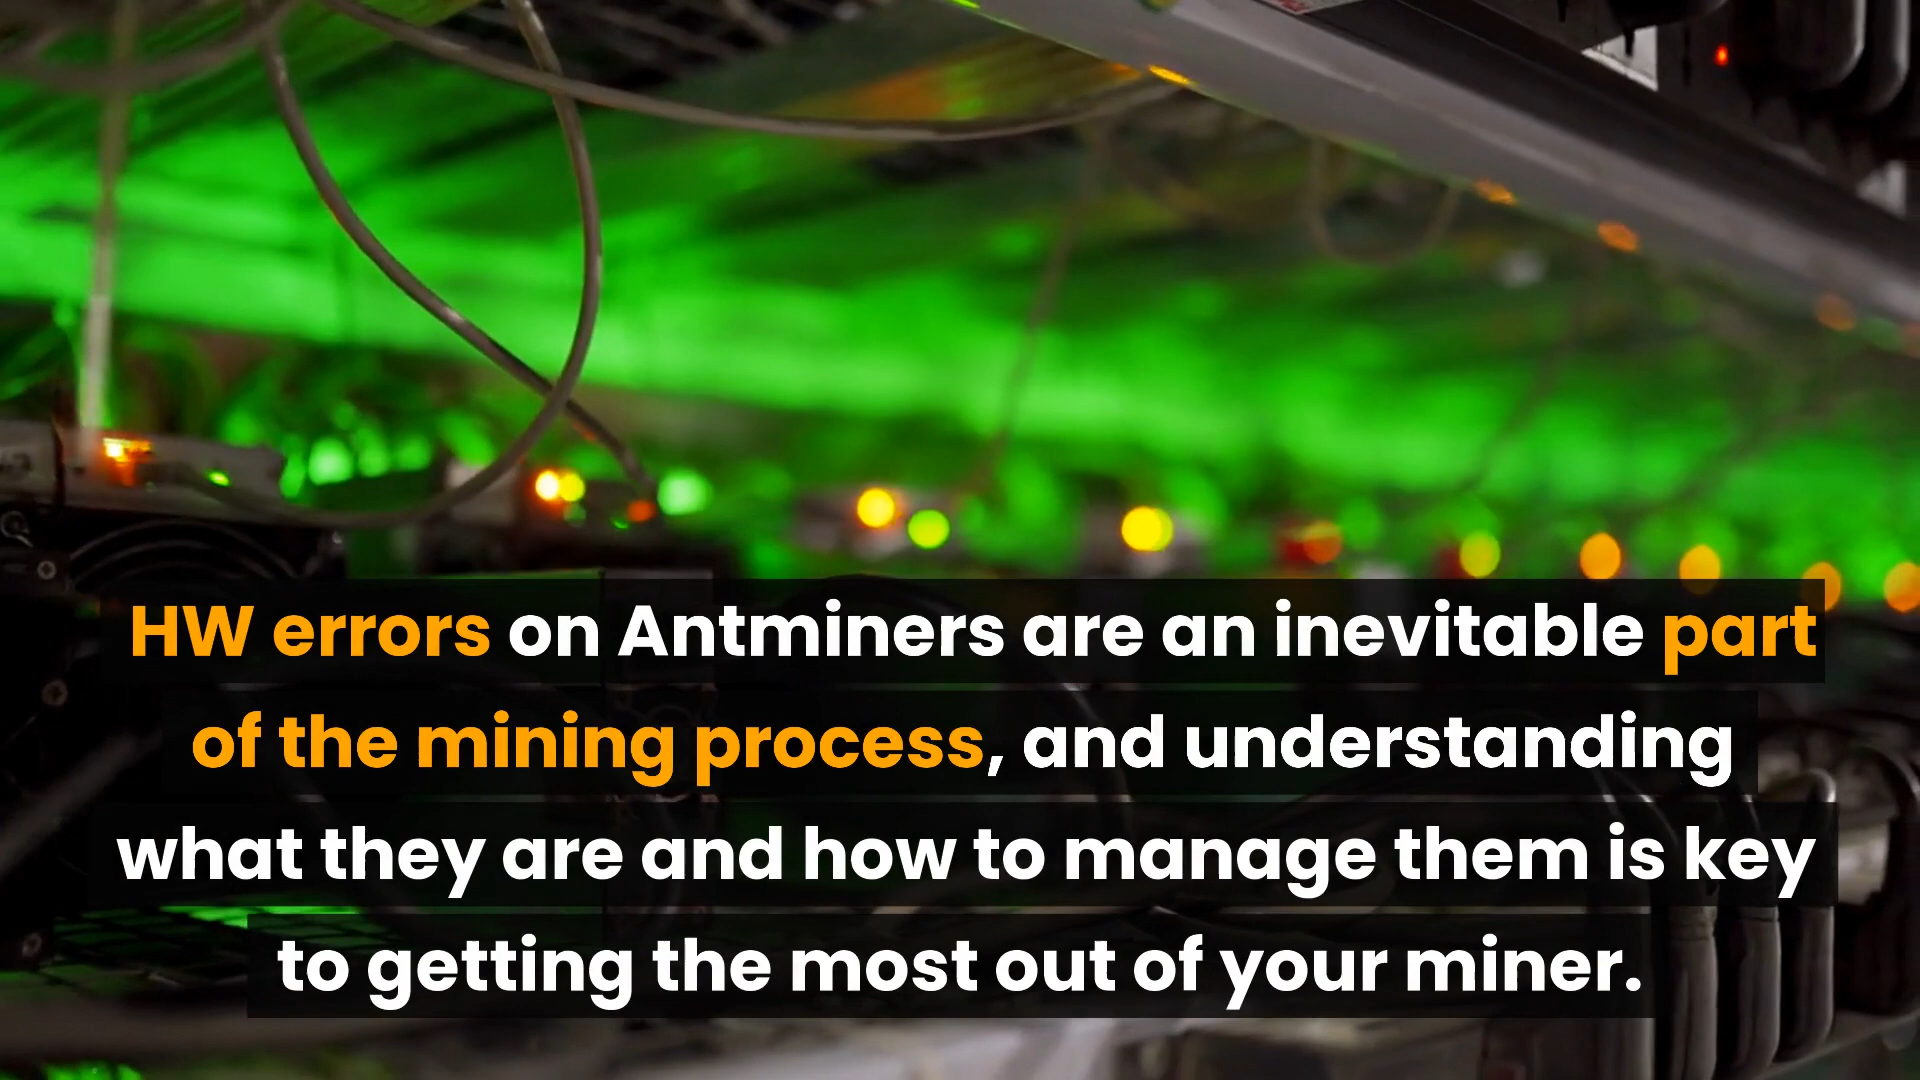 HW errors on Antminers are an inevitable part
of the mining process, and understanding
what they are and how to manage them is key
to getting the most out of your miner.